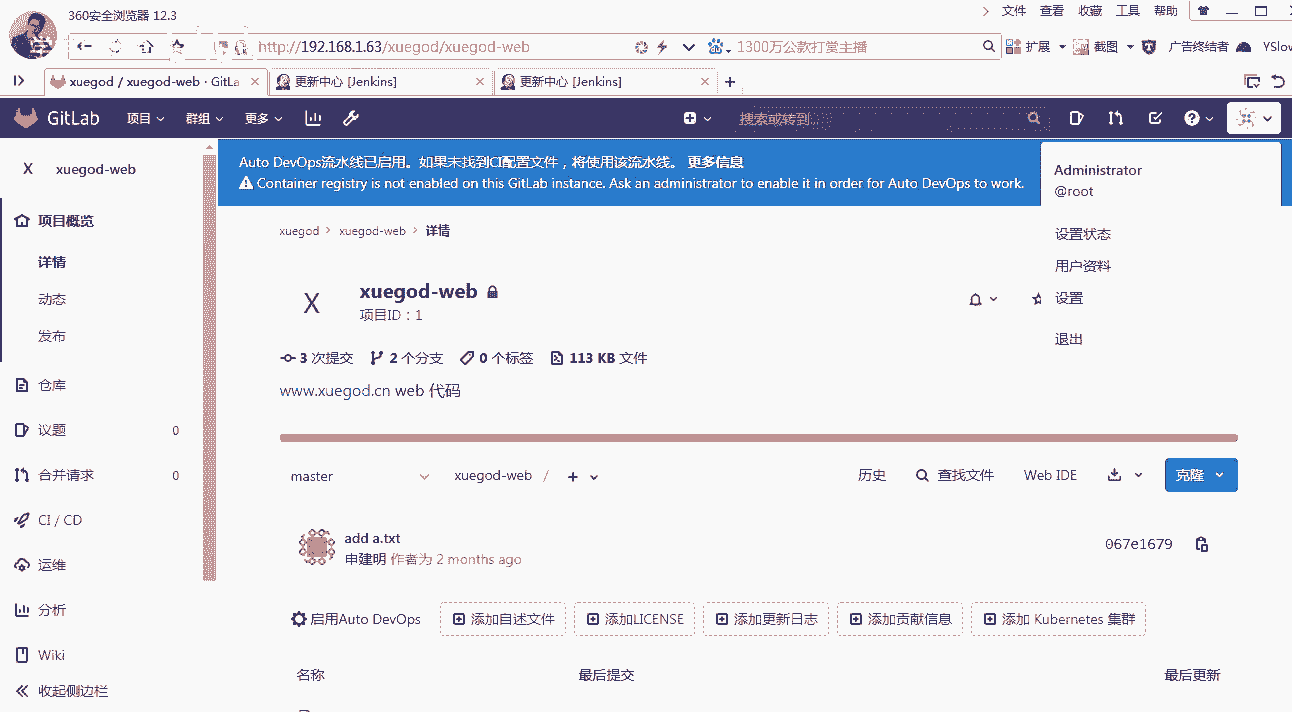 360安全浏览器 12.3
文件 查看 收藏 工具 帮助
http://192.168.1.63/xuegod/xuegod-web
1300万公款打赏主播
扩展 截图 广告终结者 YSlov
xuegod / xuegod-web · GitLa
更新中心 [Jenkins]
更新中心 [Jenkins]
GitLab 项目 群组 更多
搜索或转到...
X xuegod-web
Auto DevOps流水线已启用。如果未找到CI配置文件，将使用该流水线。 更多信息
Container registry is not enabled on this GitLab instance. Ask an administrator to enable it in order for Auto DevOps to work.
Administrator
@root
设置状态
用户资料
设置
退出
项目概览
详情
动态
发布
仓库
议题 0
合并请求 0
CI / CD
运维
分析
Wiki
收起侧边栏
xuegod > xuegod-web > 详情
X
xuegod-web
项目ID：1
3 次提交 2 个分支 0 个标签 113 KB 文件
www.xuegod.cn web 代码
master xuegod-web / +
历史 查找文件 Web IDE 克隆
add a.txt
申建明 作者为 2 months ago
067e1679
启用Auto DevOps 添加自述文件 添加LICENSE 添加更新日志 添加贡献信息 添加 Kubernetes 集群
名称 最后提交 最后更新